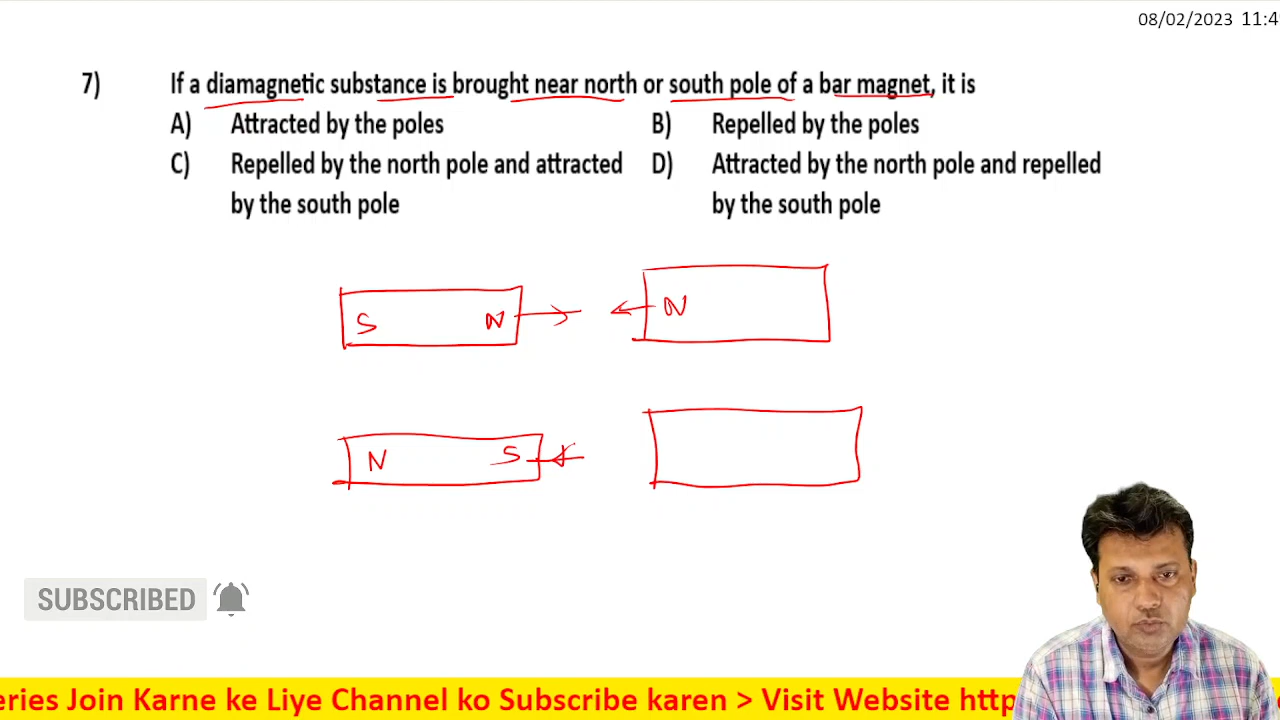 08/02/2023 11:4
7) If a diamagnetic substance is brought near north or south pole of a bar magnet, it is
A) Attracted by the poles B) Repelled by the poles
C) Repelled by the north pole and attracted D) Attracted by the north pole and repelled
by the south pole by the south pole
S N N
N S
SUBSCRIBED
eries Join Karne ke Liye Channel ko Subscribe karen > Visit Website http